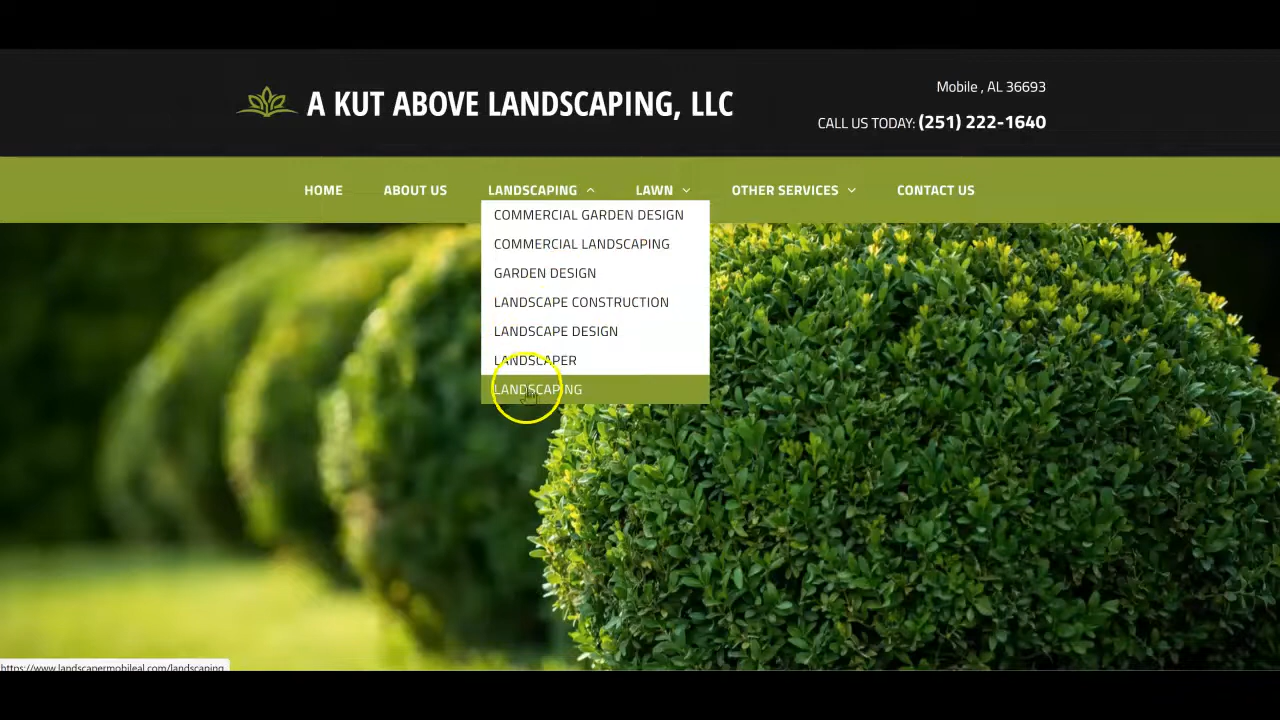 Mobile , AL 36693
A KUT ABOVE LANDSCAPING, LLC
CALL US TODAY: (251) 222-1640
HOME ABOUT US LANDSCAPING LAWN OTHER SERVICES CONTACT US
COMMERCIAL GARDEN DESIGN
COMMERCIAL LANDSCAPING
GARDEN DESIGN
LANDSCAPE CONSTRUCTION
LANDSCAPE DESIGN
LANDSCAPER
LANDSCAPING
https://www.landscapermobileal.com/landscaping